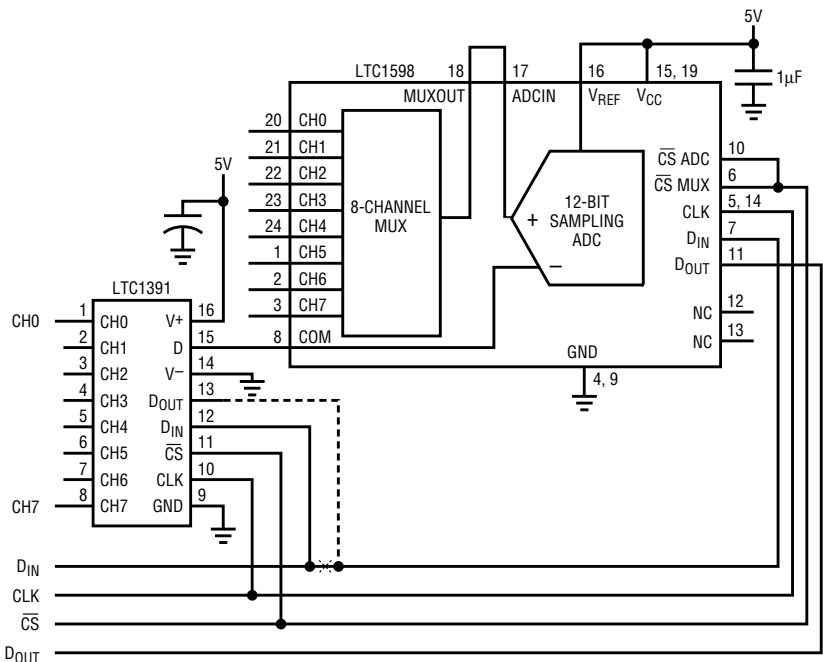 5V
LTC1598
18
17
16
15, 19
1µF
MUXOUT
ADCIN
VREF
VCC
20 CH0
21 CH1
22 CH2
23 CH3
24 CH4
1 CH5
2 CH6
3 CH7
8 COM
8-CHANNEL
MUX
+
–
12-BIT
SAMPLING
ADC
C̅S̅ ADC 10
C̅S̅ MUX 6
CLK 5, 14
DIN 7
DOUT 11
NC 12
NC 13
GND
4, 9
5V
LTC1391
CH0 1 CH0 V+ 16
2 CH1 D 15
3 CH2 V– 14
4 CH3 DOUT 13
5 CH4 DIN 12
6 CH5 C̅S̅ 11
7 CH6 CLK 10
CH7 8 CH7 GND 9
DIN
CLK
C̅S̅
DOUT